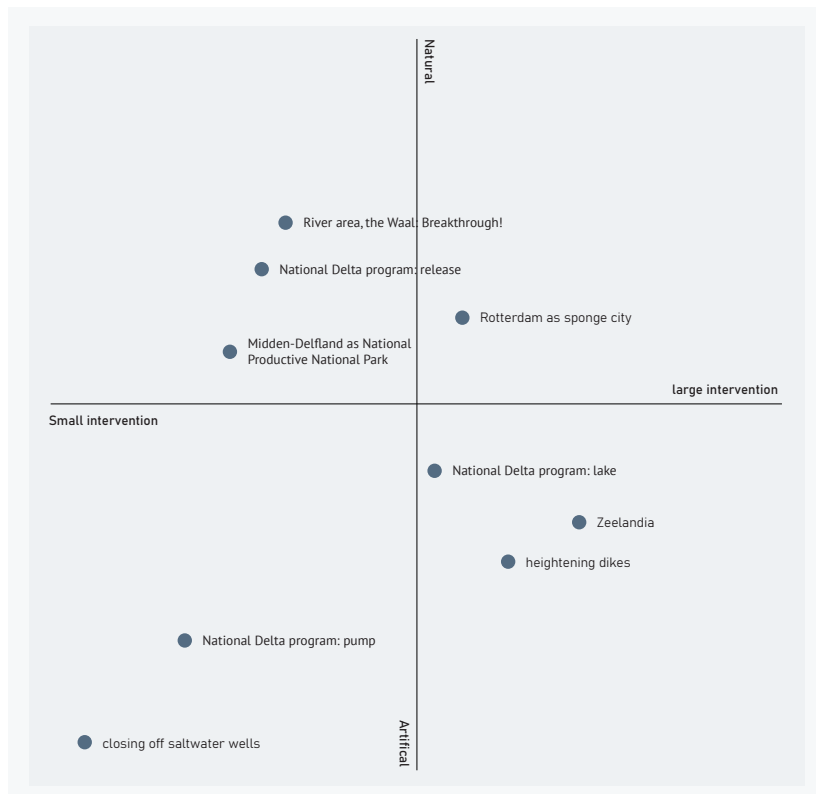 Natural
River area, the Waal: Breakthrough!
National Delta program: release
Rotterdam as sponge city
Midden-Delfland as National
Productive National Park
large intervention
Small intervention
National Delta program: lake
Zeelandia
heightening dikes
National Delta program: pump
Artifical
closing off saltwater wells